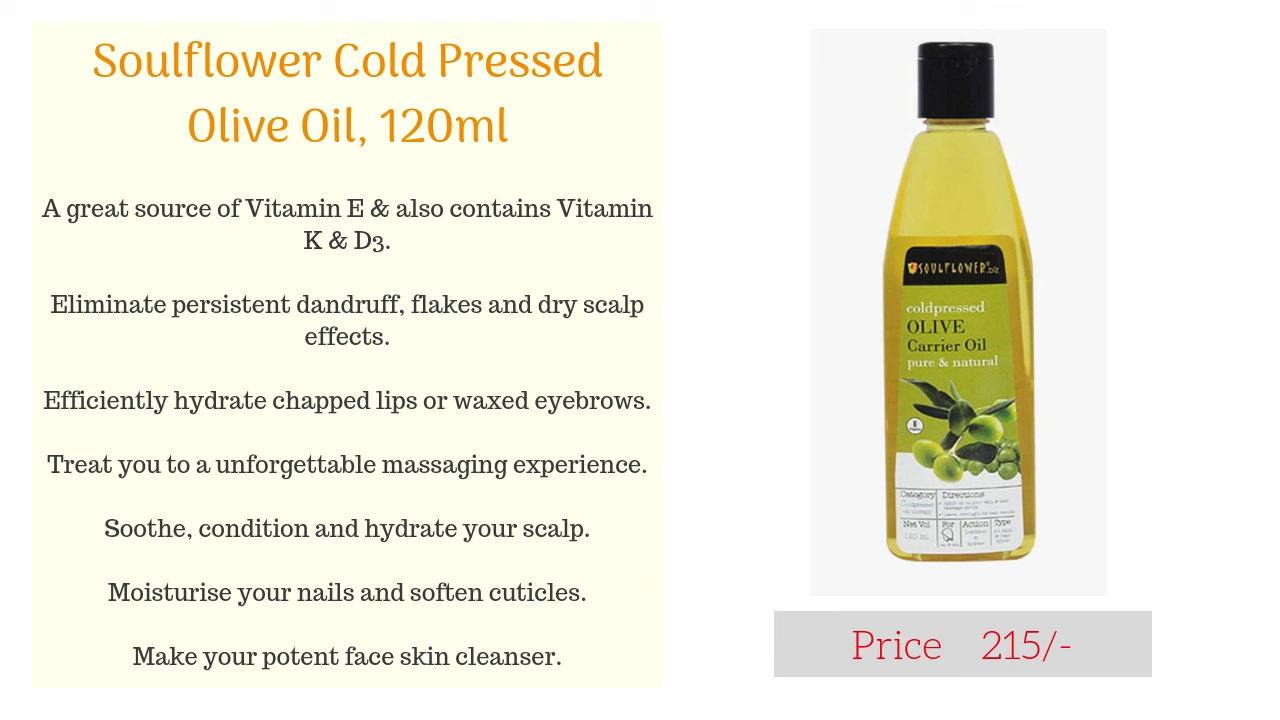 Soulflower Cold Pressed
Olive Oil, 120ml
A great source of Vitamin E & also contains Vitamin
K & D3.
Eliminate persistent dandruff, flakes and dry scalp
effects.
Efficiently hydrate chapped lips or waxed eyebrows.
Treat you to a unforgettable massaging experience.
Soothe, condition and hydrate your scalp.
Moisturise your nails and soften cuticles.
Make your potent face skin cleanser.
SOULFLOWER.biz
coldpressed
OLIVE
Carrier Oil
pure & natural
E
Category
Directions
Net Vol
For
Action
Type
120 ml
Price 215/-